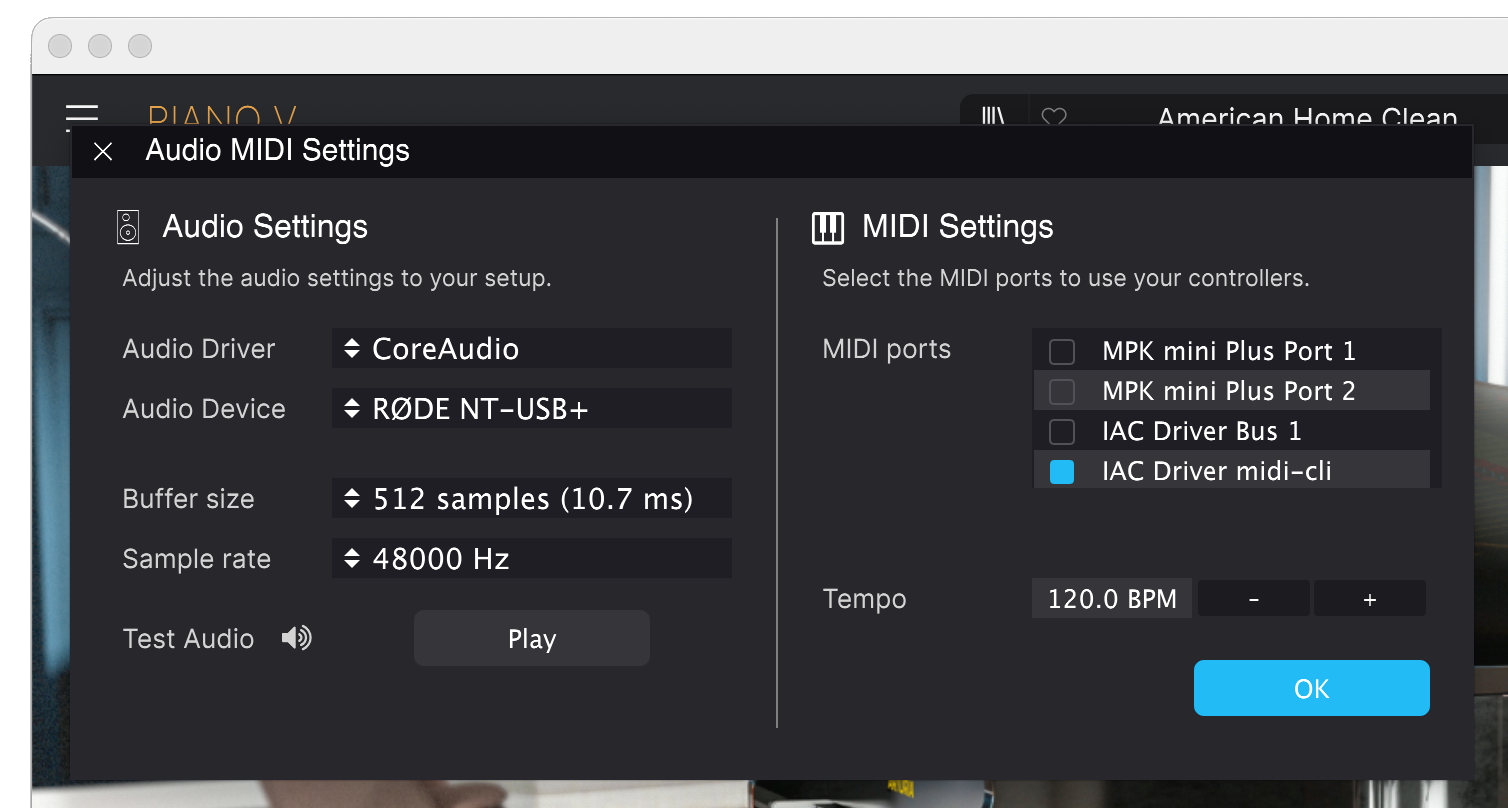 PIANO V
American Home Clean
Audio MIDI Settings
Audio Settings
Adjust the audio settings to your setup.
Audio Driver
CoreAudio
Audio Device
RØDE NT-USB+
Buffer size
512 samples (10.7 ms)
Sample rate
48000 Hz
Test Audio
Play
MIDI Settings
Select the MIDI ports to use your controllers.
MIDI ports
MPK mini Plus Port 1
MPK mini Plus Port 2
IAC Driver Bus 1
IAC Driver midi-cli
Tempo
120.0 BPM
-
+
OK
ARTURIA